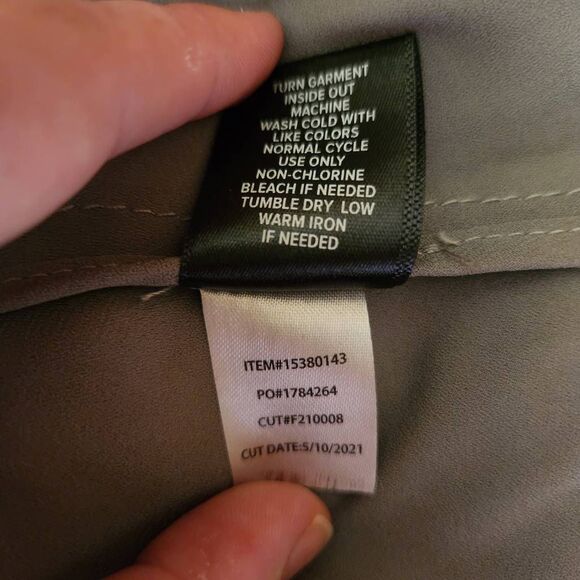 TURN GARMENT
INSIDE OUT
MACHINE
WASH COLD WITH
LIKE COLORS
NORMAL CYCLE
USE ONLY
NON-CHLORINE
BLEACH IF NEEDED
TUMBLE DRY LOW
WARM IRON
IF NEEDED
ITEM#15380143
PO#1784264
CUT#F210008
CUT DATE:5/10/2021